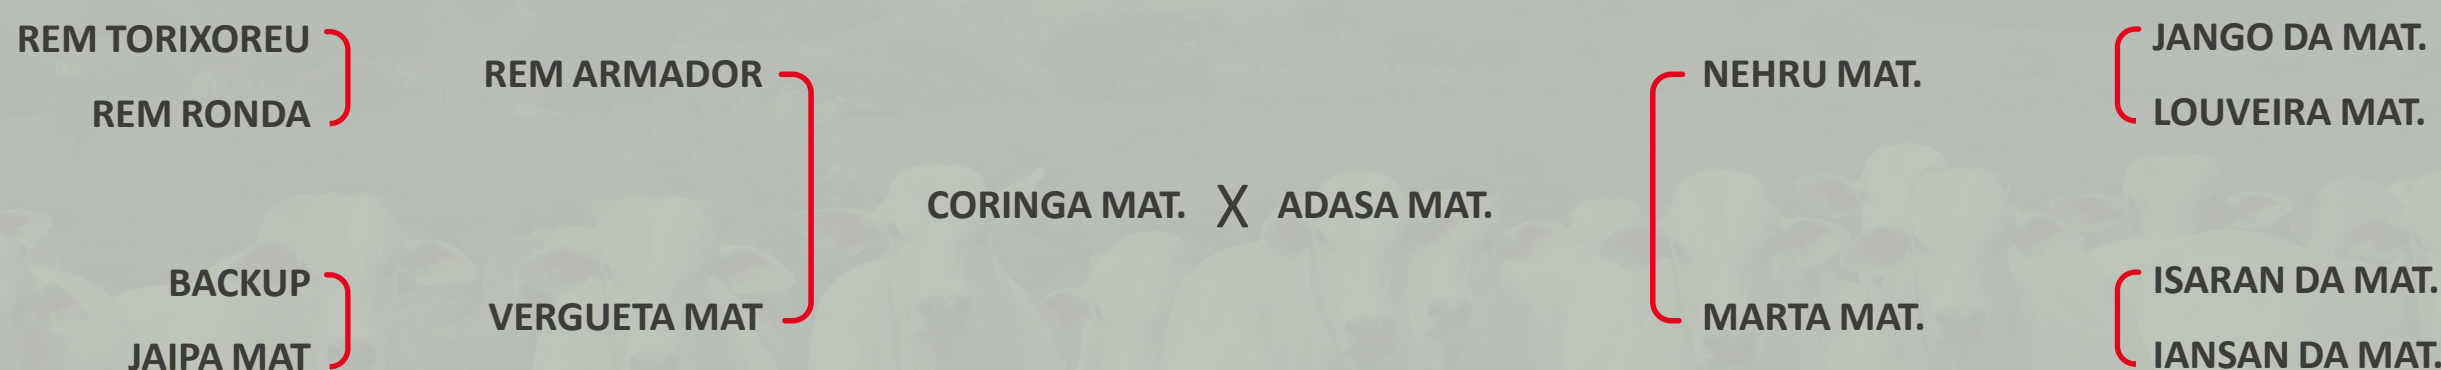 REM TORIXOREU
REM RONDA
BACKUP
JAIPA MAT
REM ARMADOR
VERGUETA MAT
CORINGA MAT. X ADASA MAT.
NEHRU MAT.
MARTA MAT.
JANGO DA MAT.
LOUVEIRA MAT.
ISARAN DA MAT.
IANSAN DA MAT.